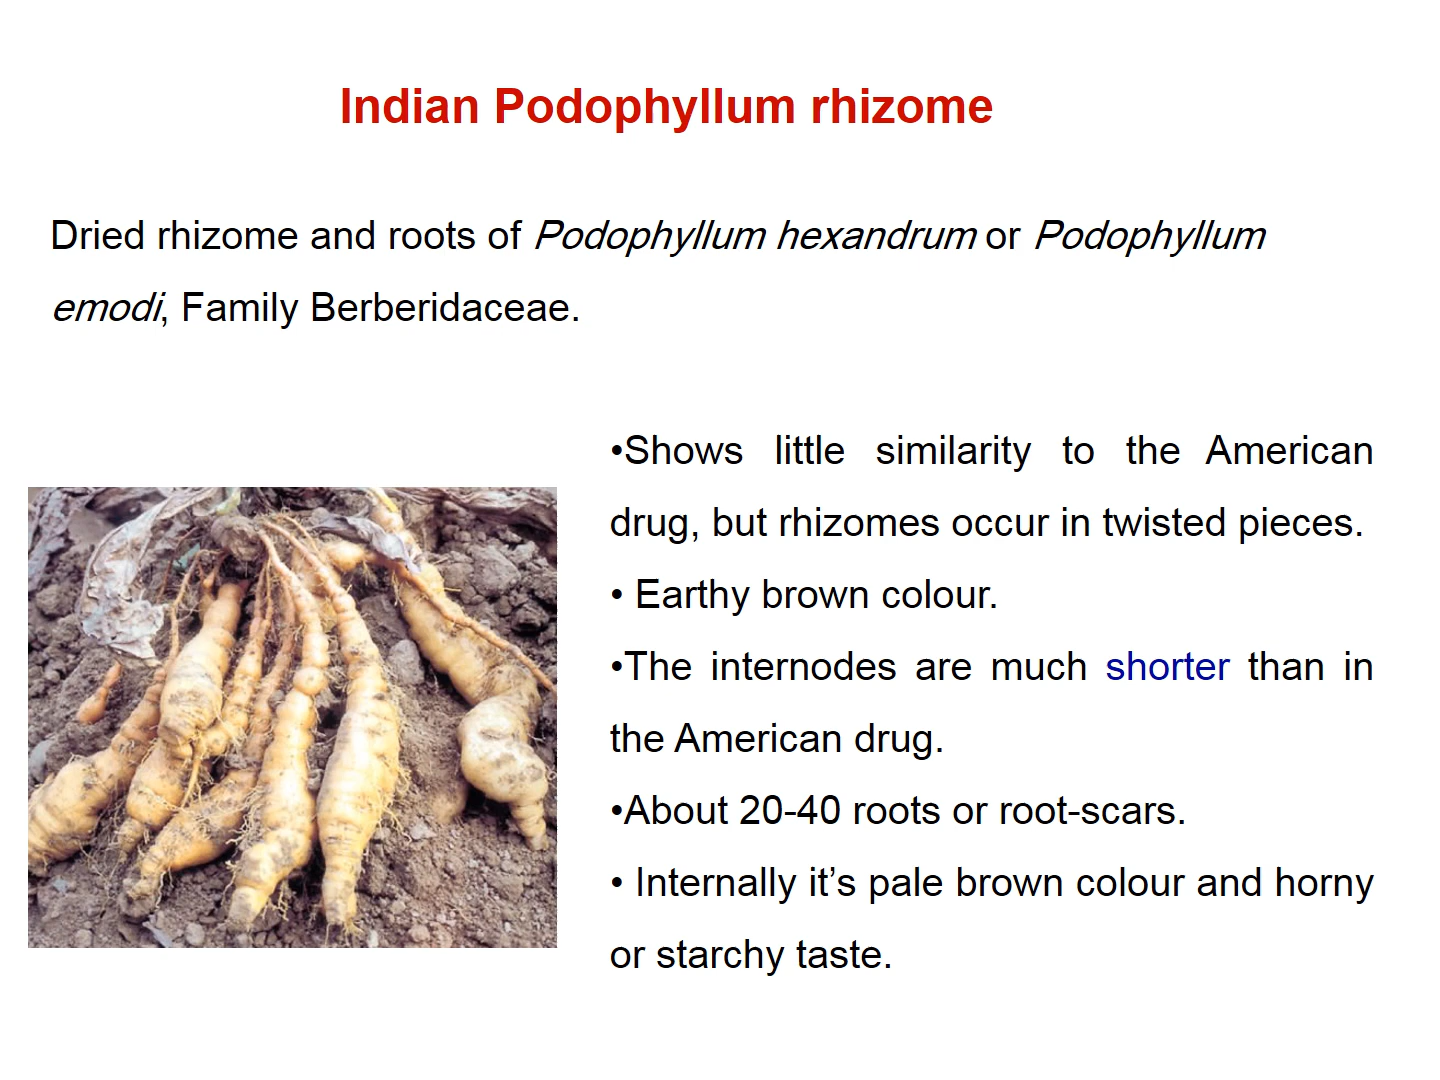 Indian Podophyllum rhizome
Dried rhizome and roots of Podophyllum hexandrum or Podophyllum
emodi, Family Berberidaceae.
•Shows little similarity to the American
drug, but rhizomes occur in twisted pieces.
• Earthy brown colour.
•The internodes are much shorter than in
the American drug.
•About 20-40 roots or root-scars.
• Internally it’s pale brown colour and horny
or starchy taste.